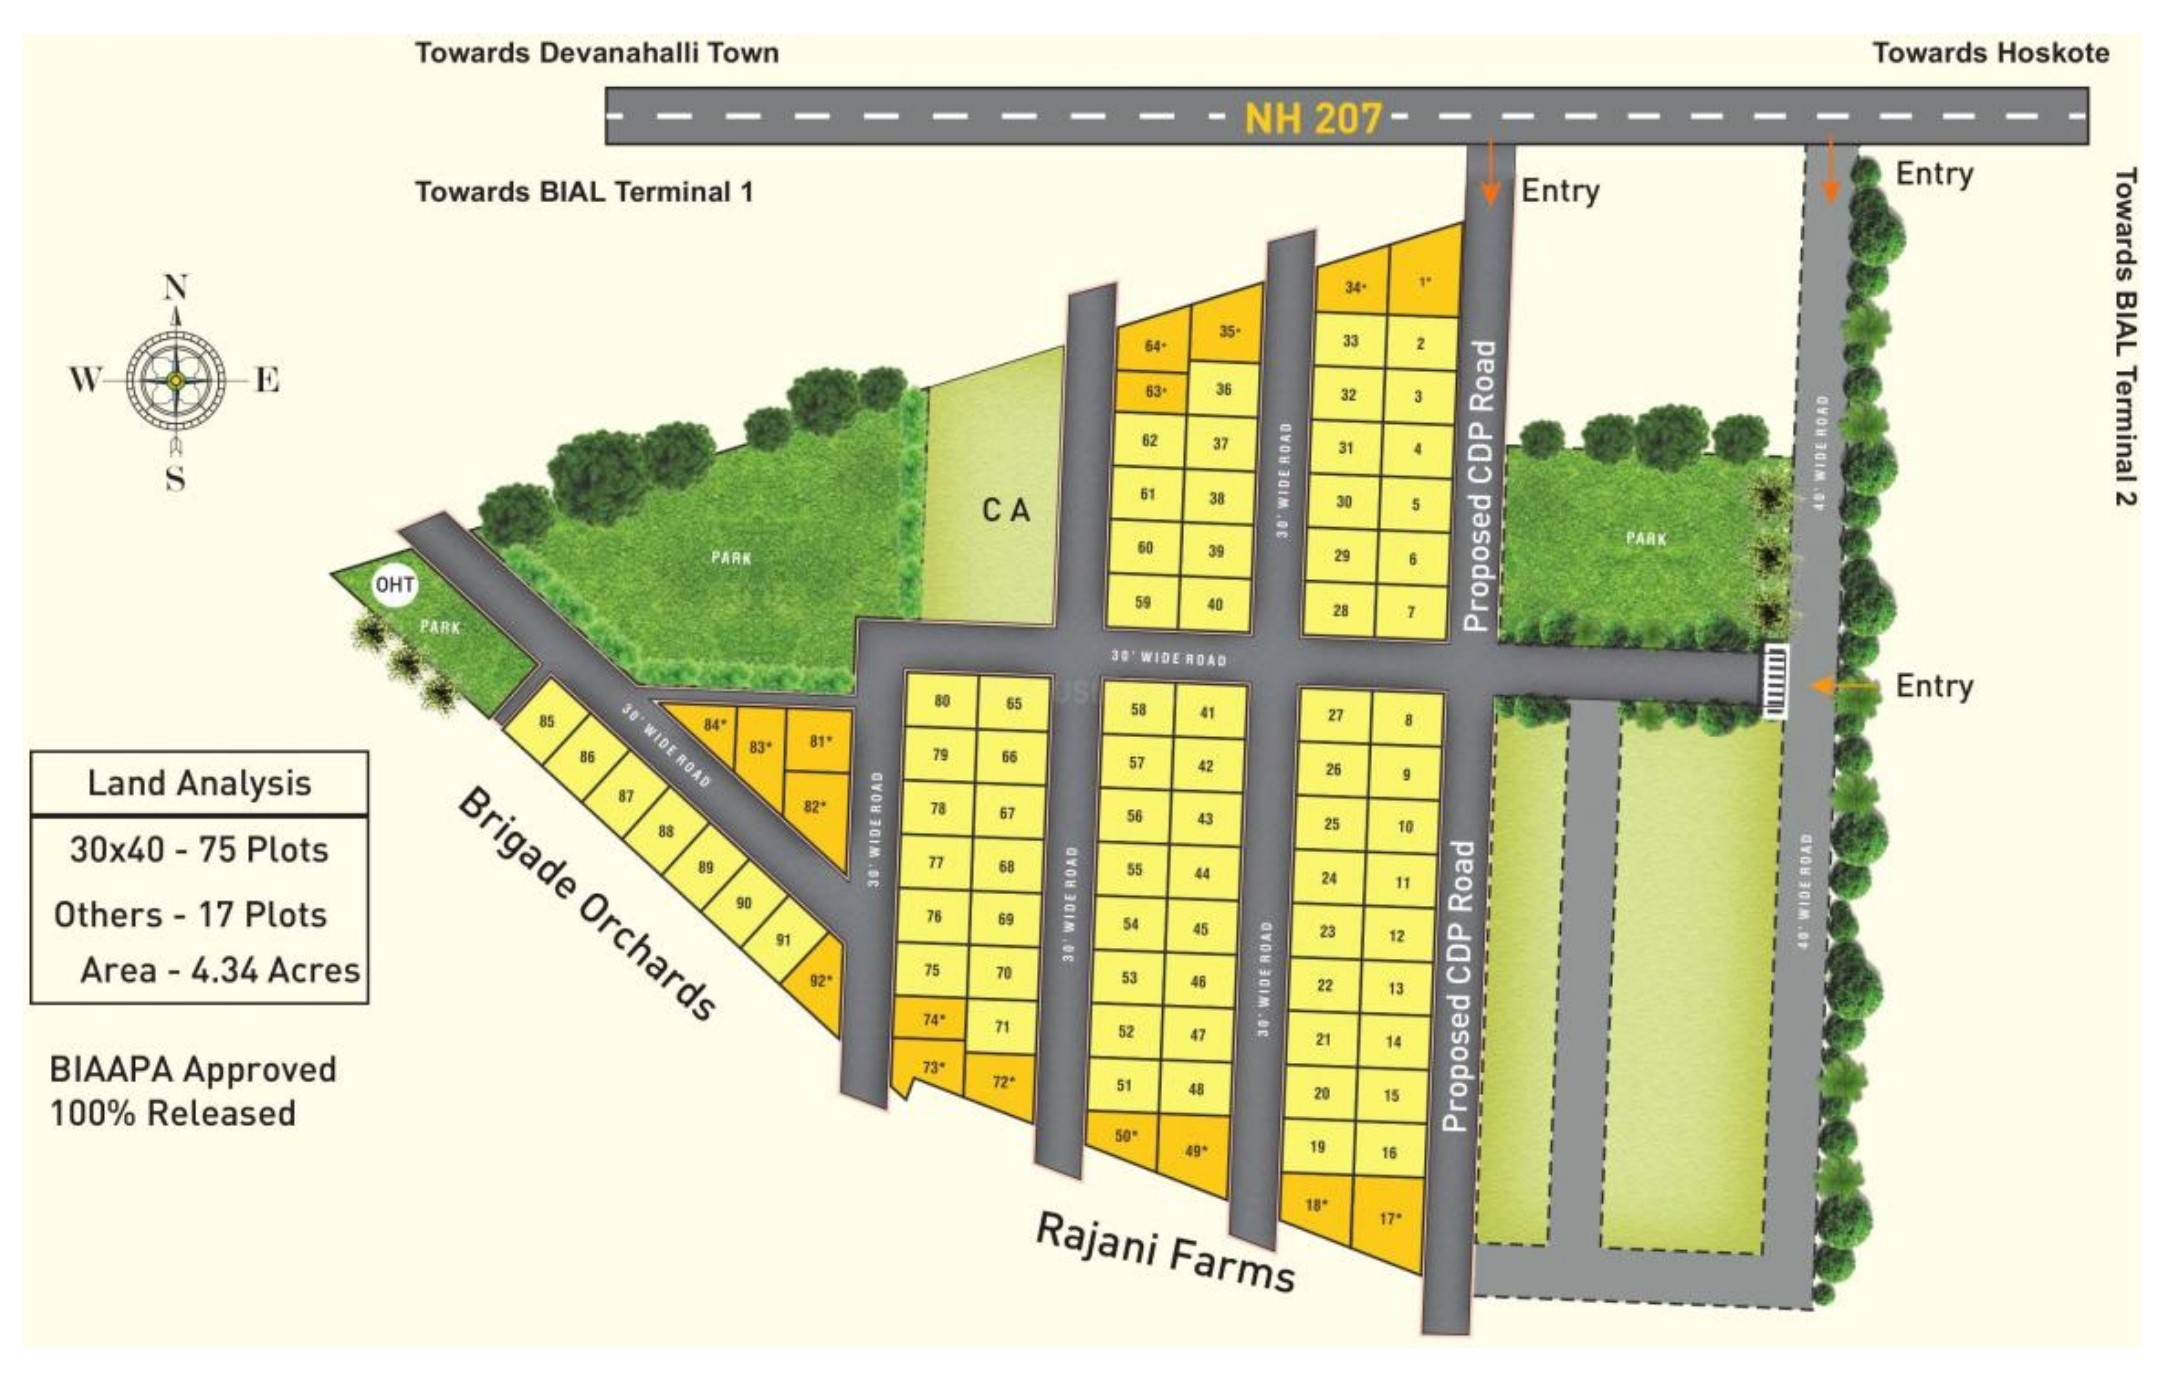 Towards Devanahalli Town
Towards Hoskote
NH 207
Towards BIAL Terminal 1
Entry
Entry
Towards BIAL Terminal 2
N
W
E
S
34*
1*
35*
64*
33
2
63*
36
32
3
62
37
31
4
61
38
30
5
60
39
29
6
59
40
28
7
30' WIDE ROAD
Proposed CDP Road
40' WIDE ROAD
C A
PARK
PARK
OHT
PARK
30' WIDE ROAD
Entry
80
65
58
41
27
8
79
66
57
42
26
9
78
67
56
43
25
10
77
68
55
44
24
11
76
69
54
45
23
12
75
70
53
46
22
13
74*
71
52
47
21
14
73*
72*
51
48
20
15
50*
49*
19
16
18*
17*
84*
83*
81*
82*
85
86
87
88
89
90
91
92*
30' WIDE ROAD
30' WIDE ROAD
30' WIDE ROAD
30' WIDE ROAD
Proposed CDP Road
40' WIDE ROAD
Brigade Orchards
Rajani Farms
Land Analysis
30x40 - 75 Plots
Others - 17 Plots
Area - 4.34 Acres
BIAAPA Approved
100% Released